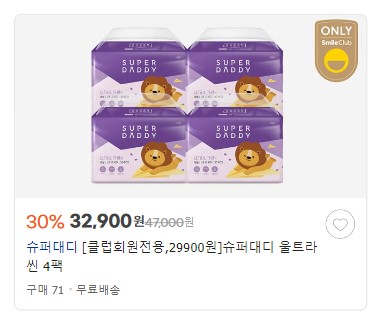 ONLY
SmileClub
SUPER
DADDY
SUPER
DADDY
SUPER
DADDY
SUPER
DADDY
30% 32,900원 47,000원
슈퍼대디 [클럽회원전용,29900원]슈퍼대디 울트라
씬 4팩
구매 71 · 무료배송